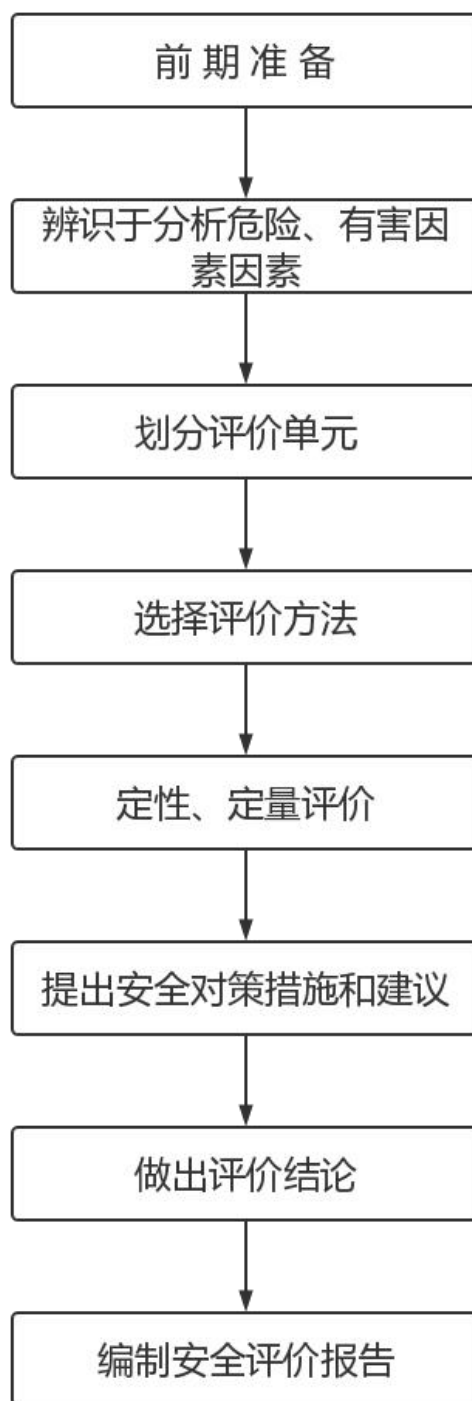 前 期 准 备
辨识于分析危险、有害因
素因素
划分评价单元
选择评价方法
定性、定量评价
提出安全对策措施和建议
做出评价结论
编制安全评价报告